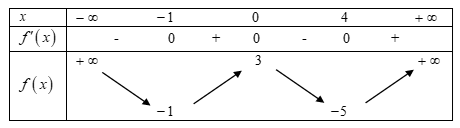 x −∞ −1 0 4 +∞
f′(x) - 0 + 0 - 0 +
+∞ 3 +∞
f(x)
−1 −5